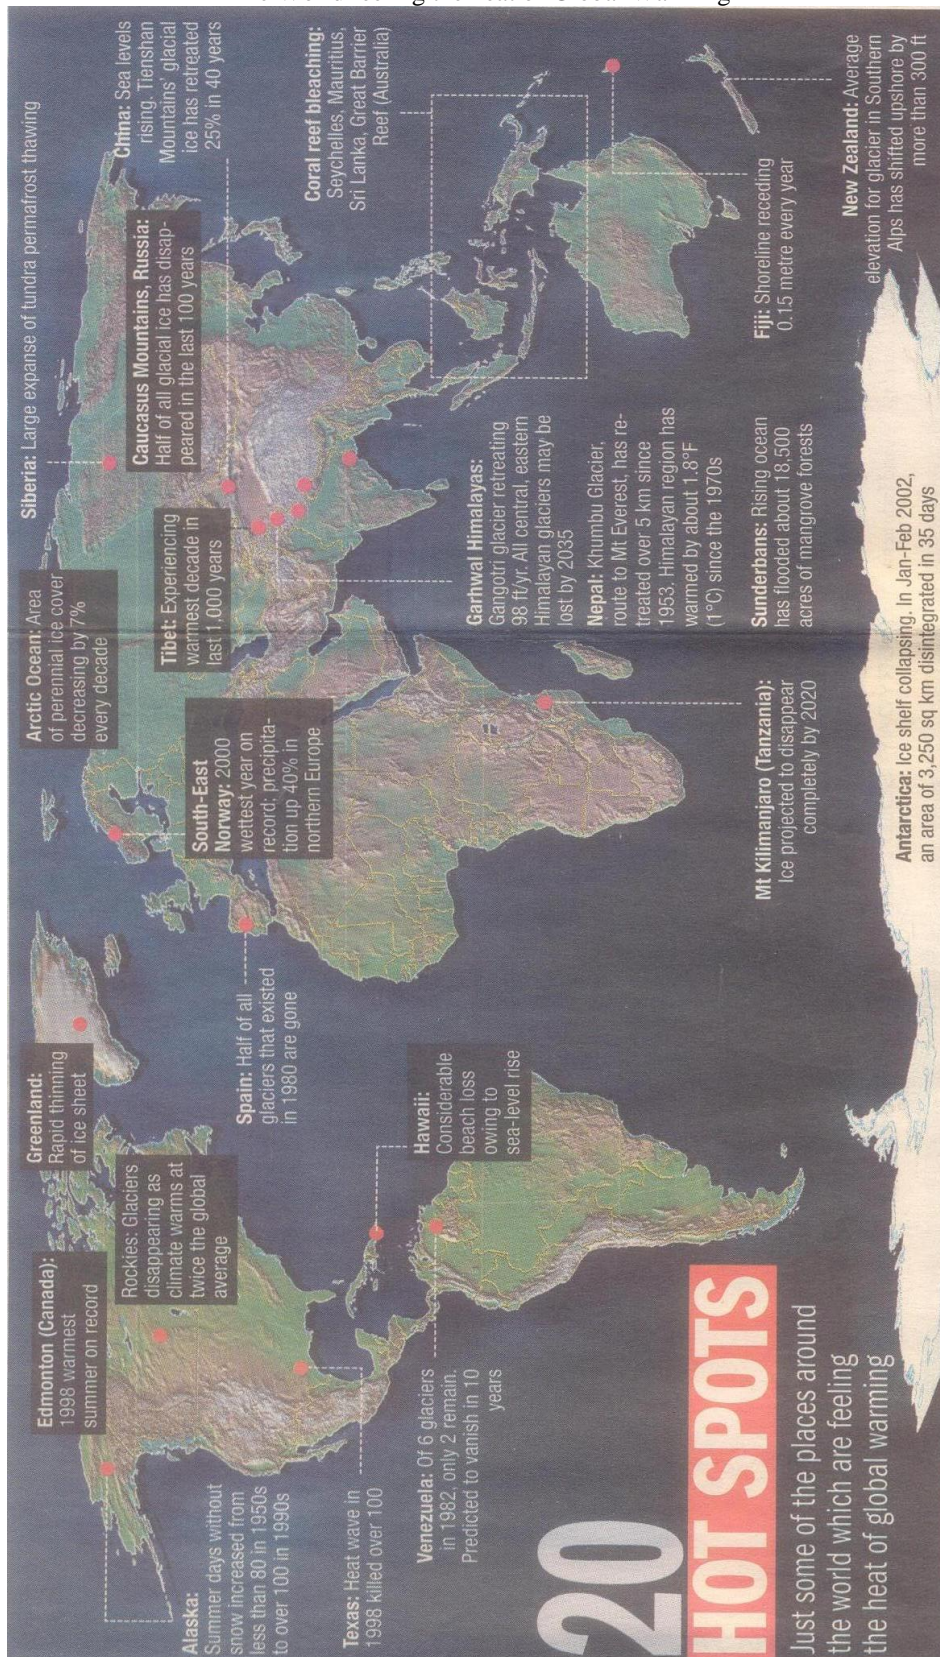 20
HOT SPOTS
Just some of the places around
the world which are feeling
the heat of global warming
Alaska:
Summer days without
snow increased from
less than 80 in 1950s
to over 100 in 1990s
Edmonton (Canada):
1998 warmest
summer on record
Rockies: Glaciers
disappearing as
climate warms at
twice the global
average
Texas: Heat wave in
1998 killed over 100
Venezuela: Of 6 glaciers
in 1982, only 2 remain.
Predicted to vanish in 10
years
Greenland:
Rapid thinning
of ice sheet
Hawaii:
Considerable
beach loss
owing to
sea-level rise
Spain: Half of all
glaciers that existed
in 1980 are gone
South-East
Norway: 2000
wettest year on
record; precipita-
tion up 40% in
northern Europe
Arctic Ocean: Area
of perennial ice cover
decreasing by 7%
every decade
Tibet: Experiencing
warmest decade in
last 1,000 years
Mt Kilimanjaro (Tanzania):
Ice projected to disappear
completely by 2020
Siberia: Large expanse of tundra permafrost thawing
Caucasus Mountains, Russia:
Half of all glacial ice has disap-
peared in the last 100 years
China: Sea levels
rising. Tienshan
Mountains' glacial
ice has retreated
25% in 40 years
Garhwal Himalayas:
Gangotri glacier retreating
98 ft/yr. All central, eastern
Himalayan glaciers may be
lost by 2035
Nepal: Khumbu Glacier,
route to Mt Everest, has re-
treated over 5 km since
1953. Himalayan region has
warmed by about 1.8°F
(1°C) since the 1970s
Sunderbans: Rising ocean
has flooded about 18,500
acres of mangrove forests
Coral reef bleaching:
Seychelles, Mauritius,
Sri Lanka, Great Barrier
Reef (Australia)
Fiji: Shoreline receding
0.15 metre every year
New Zealand: Average
elevation for glacier in Southern
Alps has shifted upshore by
more than 300 ft
Antarctica: Ice shelf collapsing. In Jan-Feb 2002,
an area of 3,250 sq km disintegrated in 35 days